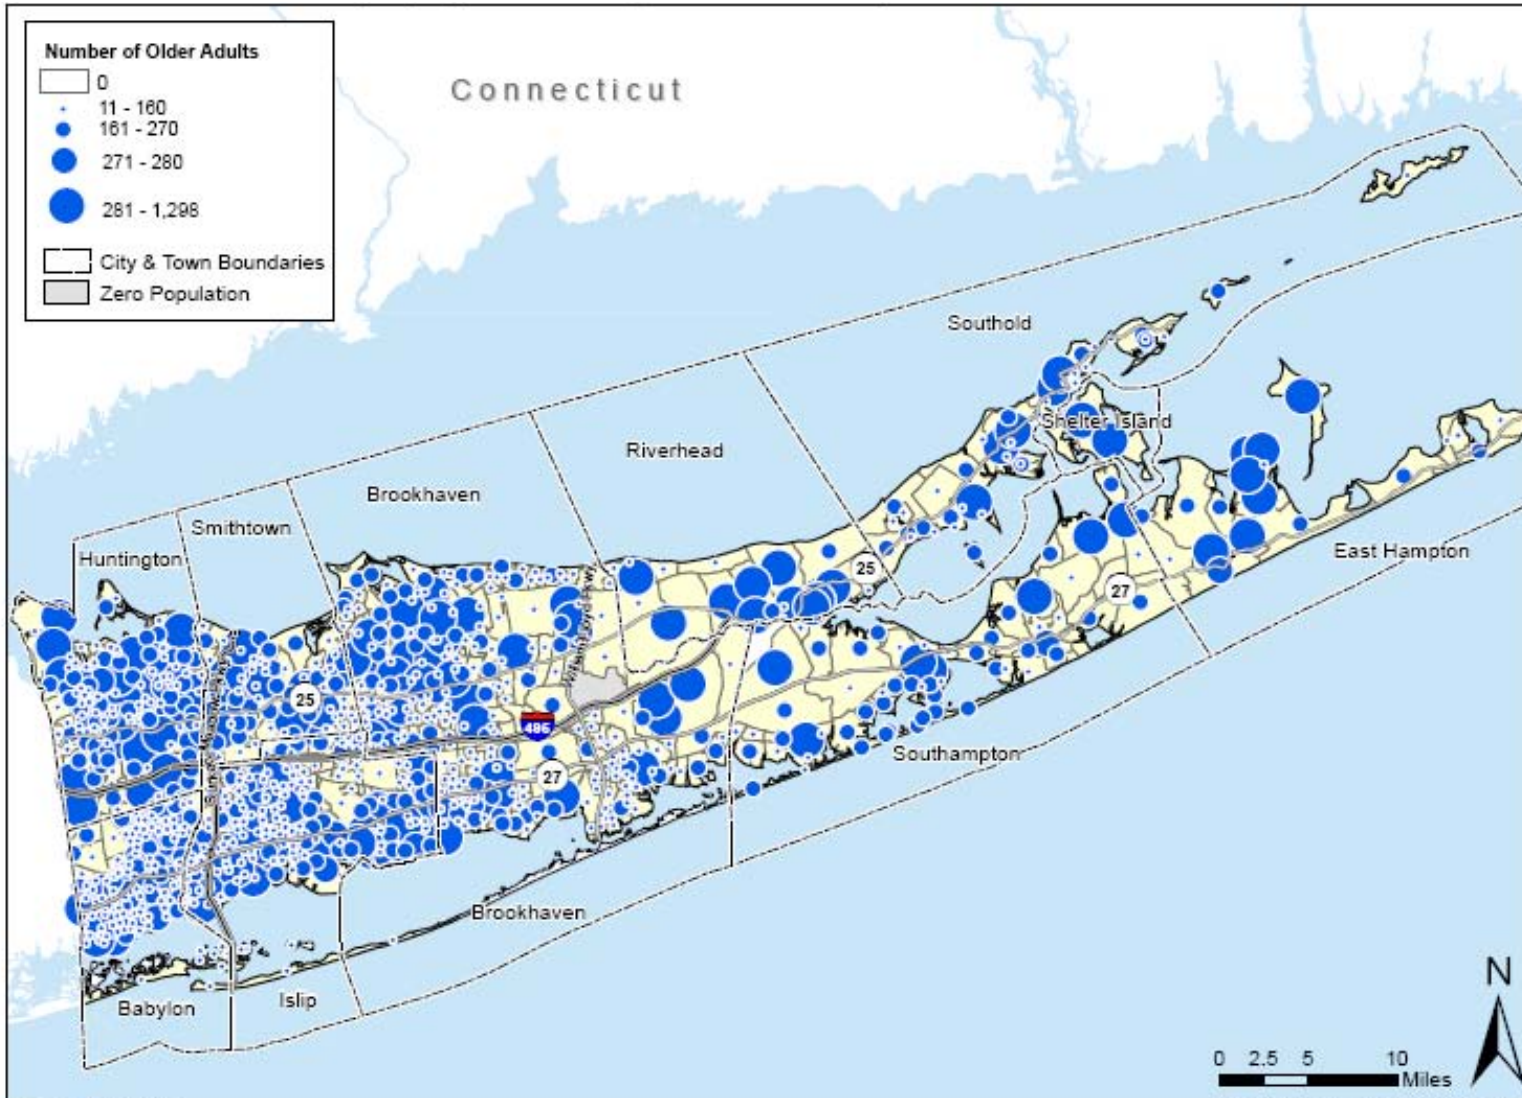 Number of Older Adults
0
11 - 160
161 - 270
271 - 280
281 - 1,298
City & Town Boundaries
Zero Population
Connecticut
Southold
Shelter Island
Riverhead
Brookhaven
Smithtown
Huntington
25
East Hampton
27
25
495
27
Southampton
Brookhaven
Islip
Babylon
N
0 2.5 5 10
Miles